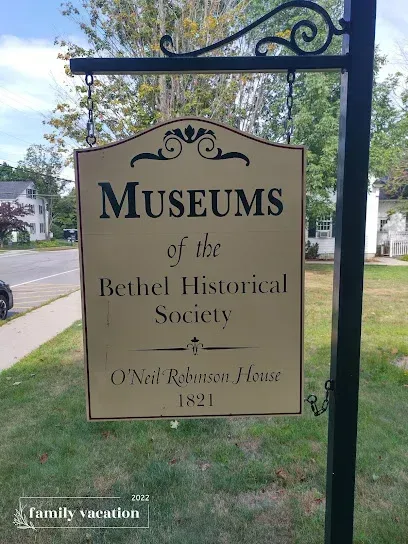 MUSEUMS
of the
Bethel Historical
Society
O'Neil Robinson House
1821
2022
family vacation